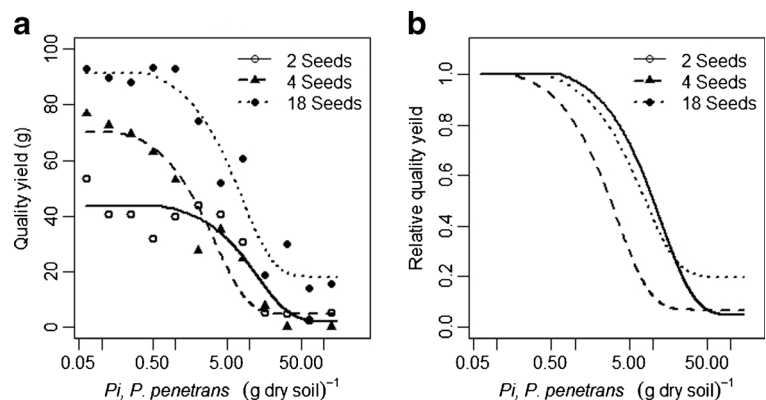 a
Quality yield (g)
100
80
60
40
20
0
2 Seeds
4 Seeds
18 Seeds
0.05 0.50 5.00 50.00
Pi, P. penetrans (g dry soil)⁻¹
b
Relative quality yeild
1.0
0.8
0.6
0.4
0.2
0.0
2 Seeds
4 Seeds
18 Seeds
0.05 0.50 5.00 50.00
Pi, P. penetrans (g dry soil)⁻¹